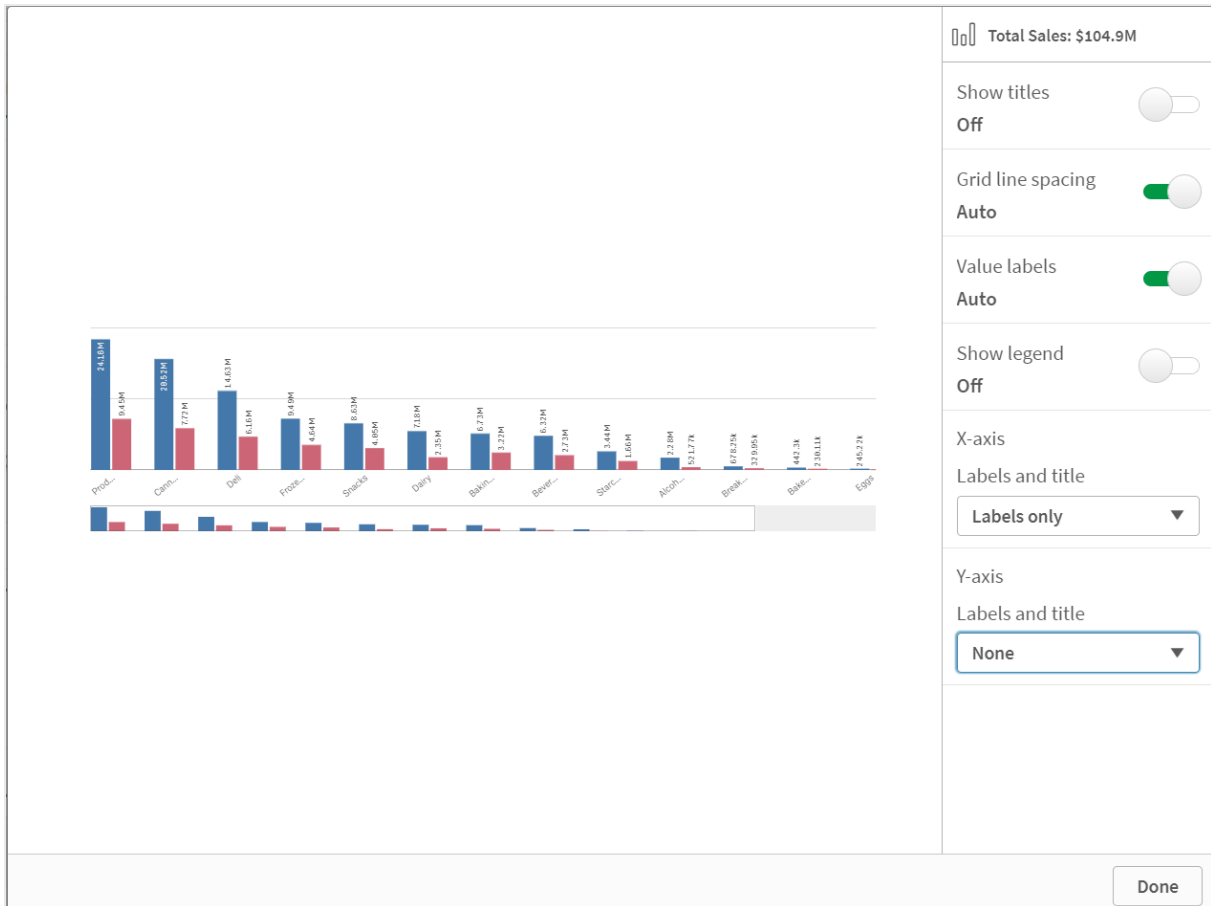 Total Sales: $104.9M
Show titles
Off
Grid line spacing
Auto
Value labels
Auto
Show legend
Off
X-axis
Labels and title
Labels only
Y-axis
Labels and title
None
24.18M
9.45M
20.52M
7.72M
14.63M
6.16M
9.49M
4.64M
8.63M
4.85M
7.18M
2.35M
6.73M
3.22M
6.32M
2.73M
3.44M
1.66M
2.28M
521.77k
678.25k
329.95k
442.3k
245.22k
Prod...
Cann...
Deli
Froze...
Snacks
Dairy
Bakin...
Bever...
Starc...
Alcoh...
Break...
Bake...
Eggs
Done